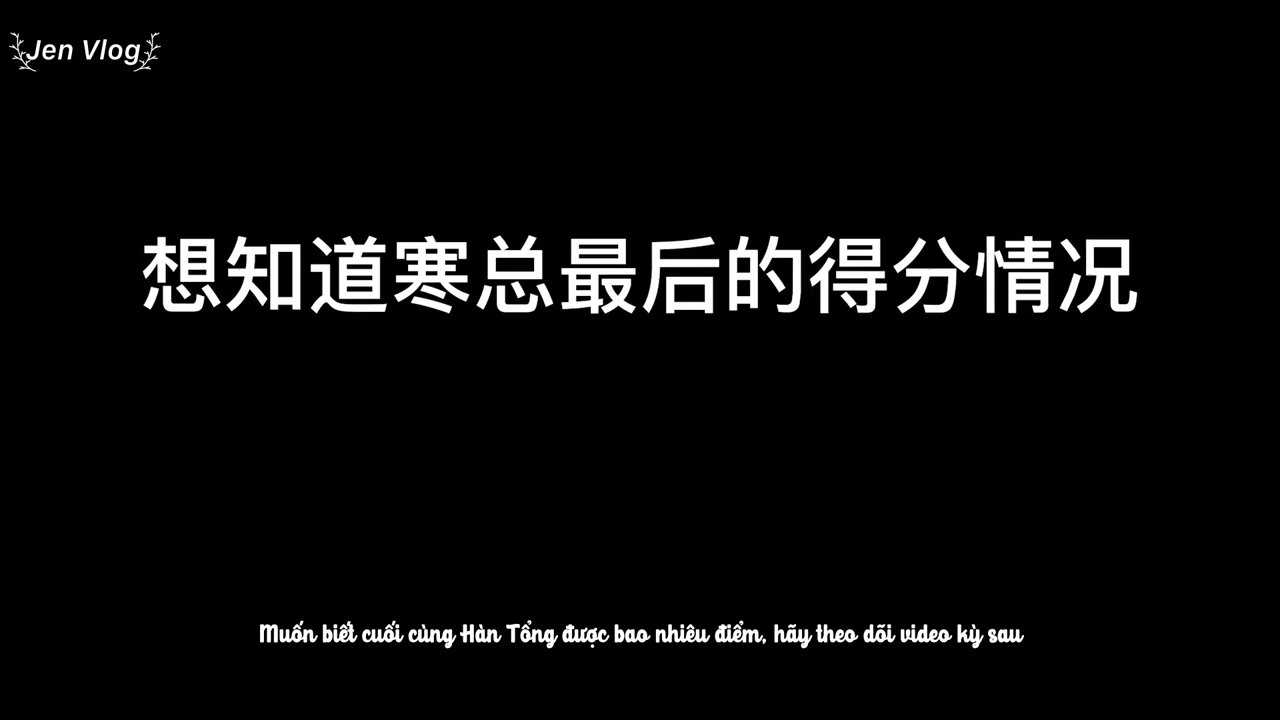 Jen Vlog
想知道寒总最后的得分情况
Muốn biết cuối cùng Hàn Tổng được bao nhiêu điểm, hãy theo dõi video kỳ sau